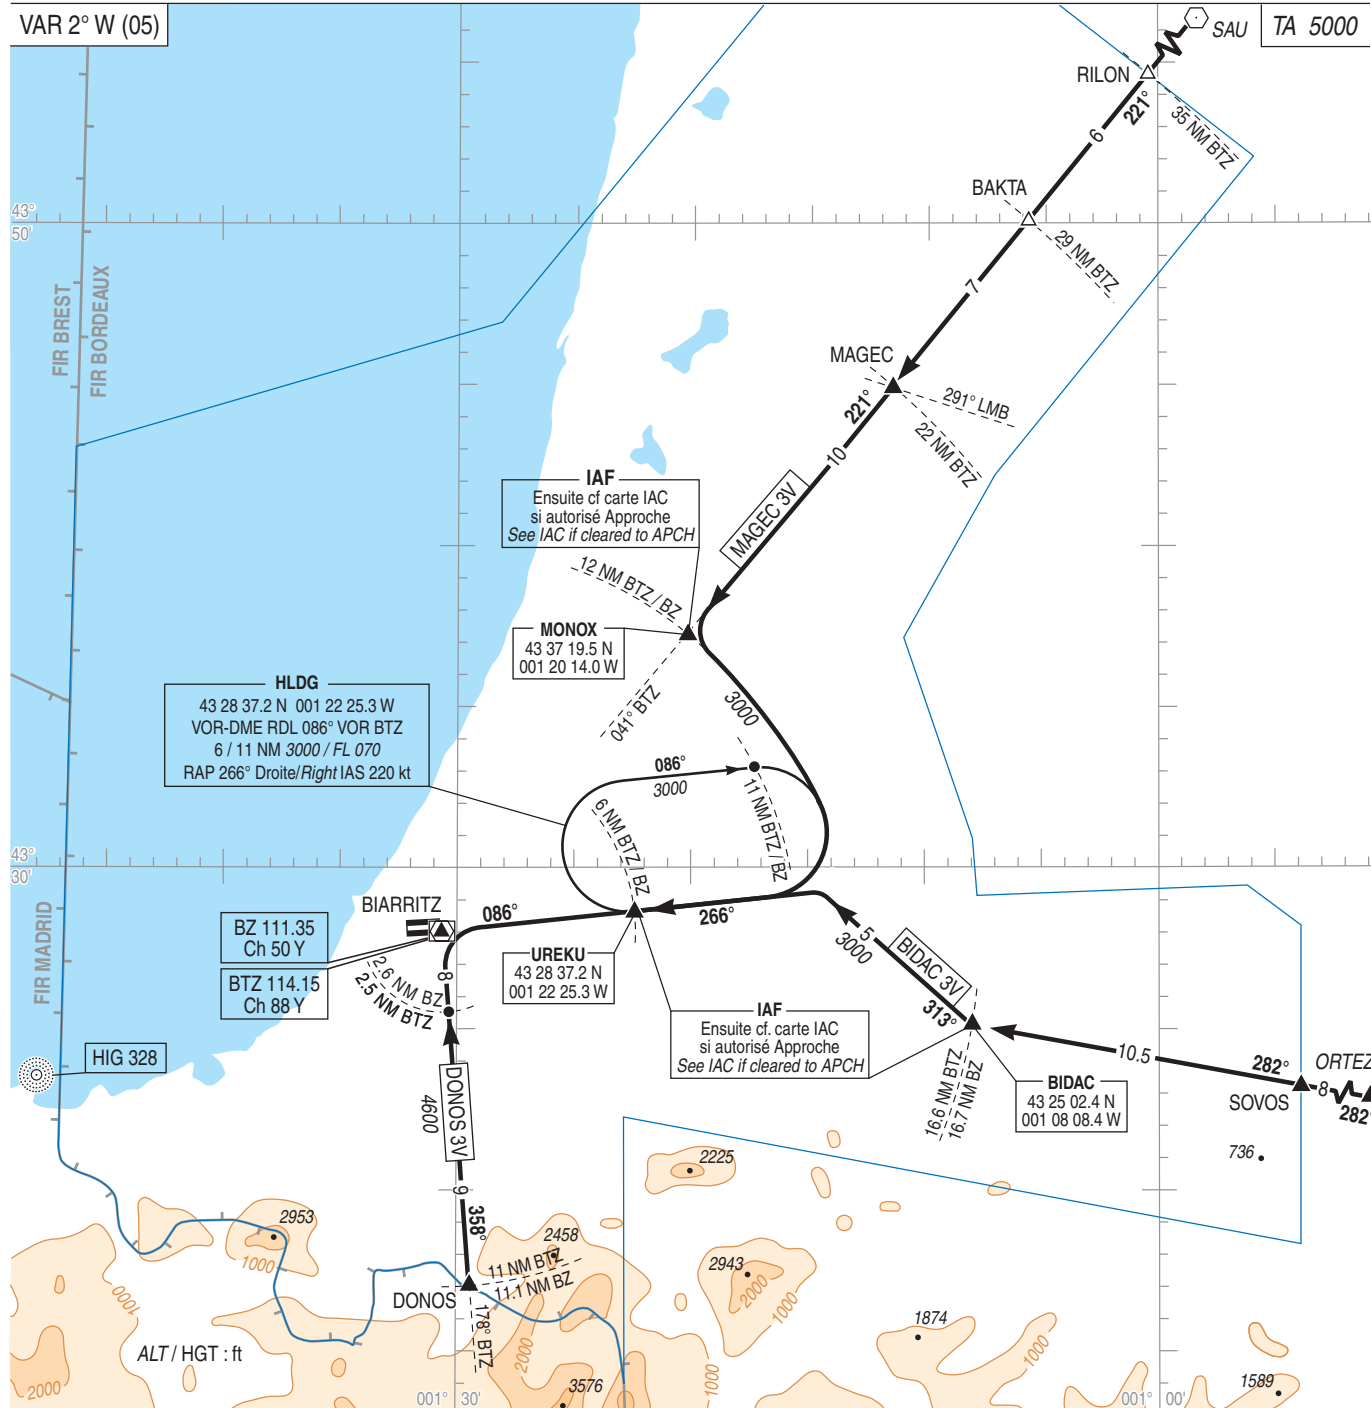 VAR 2° W (05)
SAU
TA 5000
RILON
221°
35 NM BTZ
6
BAKTA
29 NM BTZ
43°
50'
7
FIR BREST
FIR BORDEAUX
MAGEC
291° LMB
22 NM BTZ
221°
10
MAGEC 3V
IAF
Ensuite cf carte IAC
si autorisé Approche
See IAC if cleared to APCH
12 NM BTZ / BZ
MONOX
43 37 19.5 N
001 20 14.0 W
041° BTZ
3000
HLDG
43 28 37.2 N 001 22 25.3 W
VOR-DME RDL 086° VOR BTZ
6 / 11 NM 3000 / FL 070
RAP 266° Droite/Right IAS 220 kt
086°
3000
6 NM BTZ / BZ
11 NM BTZ / BZ
43°
30'
BIARRITZ
086°
266°
BZ 111.35
Ch 50 Y
BTZ 114.15
Ch 88 Y
UREKU
43 28 37.2 N
001 22 25.3 W
5
3000
BIDAC 3V
313°
FIR MADRID
8
2.6 NM BZ
2.5 NM BTZ
IAF
Ensuite cf. carte IAC
si autorisé Approche
See IAC if cleared to APCH
HIG 328
16.6 NM BTZ
16.7 NM BZ
BIDAC
43 25 02.4 N
001 08 08.4 W
10.5
282°
ORTEZ
SOVOS
8
282°
736
DONOS 3V
4600
9
358°
2225
2953
1000
2458
11 NM BTZ
11.1 NM BZ
DONOS
178° BTZ
2943
2000
1000
1000
1874
1000
ALT / HGT : ft
2000
2000
3576
1000
1589
001° 30'
001° 00'